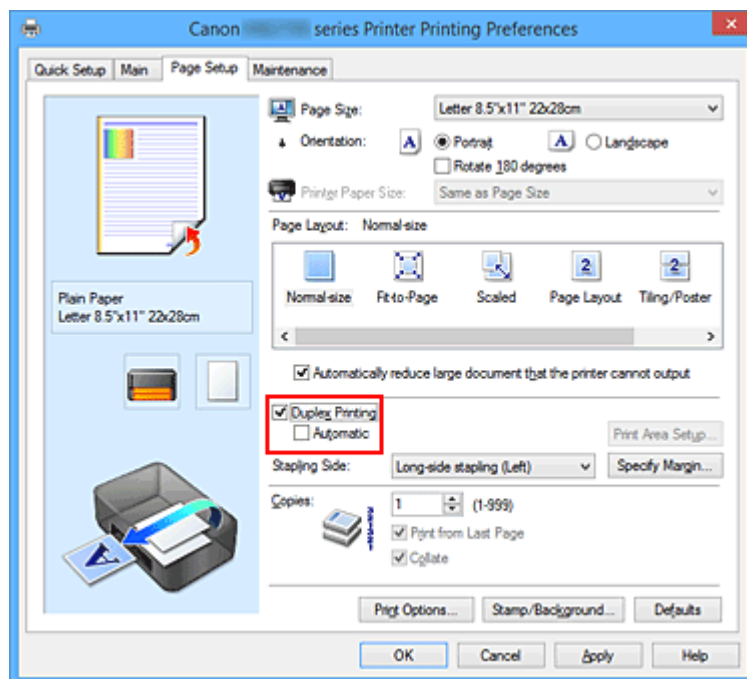 Canon series Printer Printing Preferences
Quick Setup Main Page Setup Maintenance
Page Size: Letter 8.5"x11" 22x28cm
Orientation: A Portrait A Landscape
Rotate 180 degrees
Printer Paper Size: Same as Page Size
Page Layout: Normal-size
2 2
Normal-size Fit-to-Page Scaled Page Layout Tiling/Poster
Plain Paper
Letter 8.5"x11" 22x28cm
Automatically reduce large document that the printer cannot output
Duplex Printing
Automatic
Print Area Setup...
Stapling Side: Long-side stapling (Left) Specify Margin...
Copies: 1 (1-999)
Print from Last Page
Collate
A
Print Options... Stamp/Background... Defaults
OK Cancel Apply Help